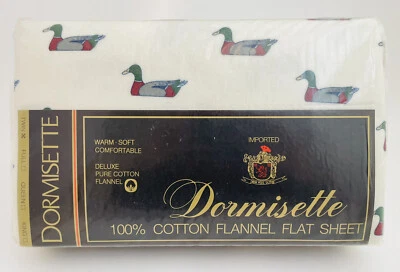 DORMISETTE
WARM · SOFT
COMFORTABLE
DELUXE
PURE COTTON
FLANNEL
IMPORTED
Dormisette
100% COTTON FLANNEL FLAT SHEET